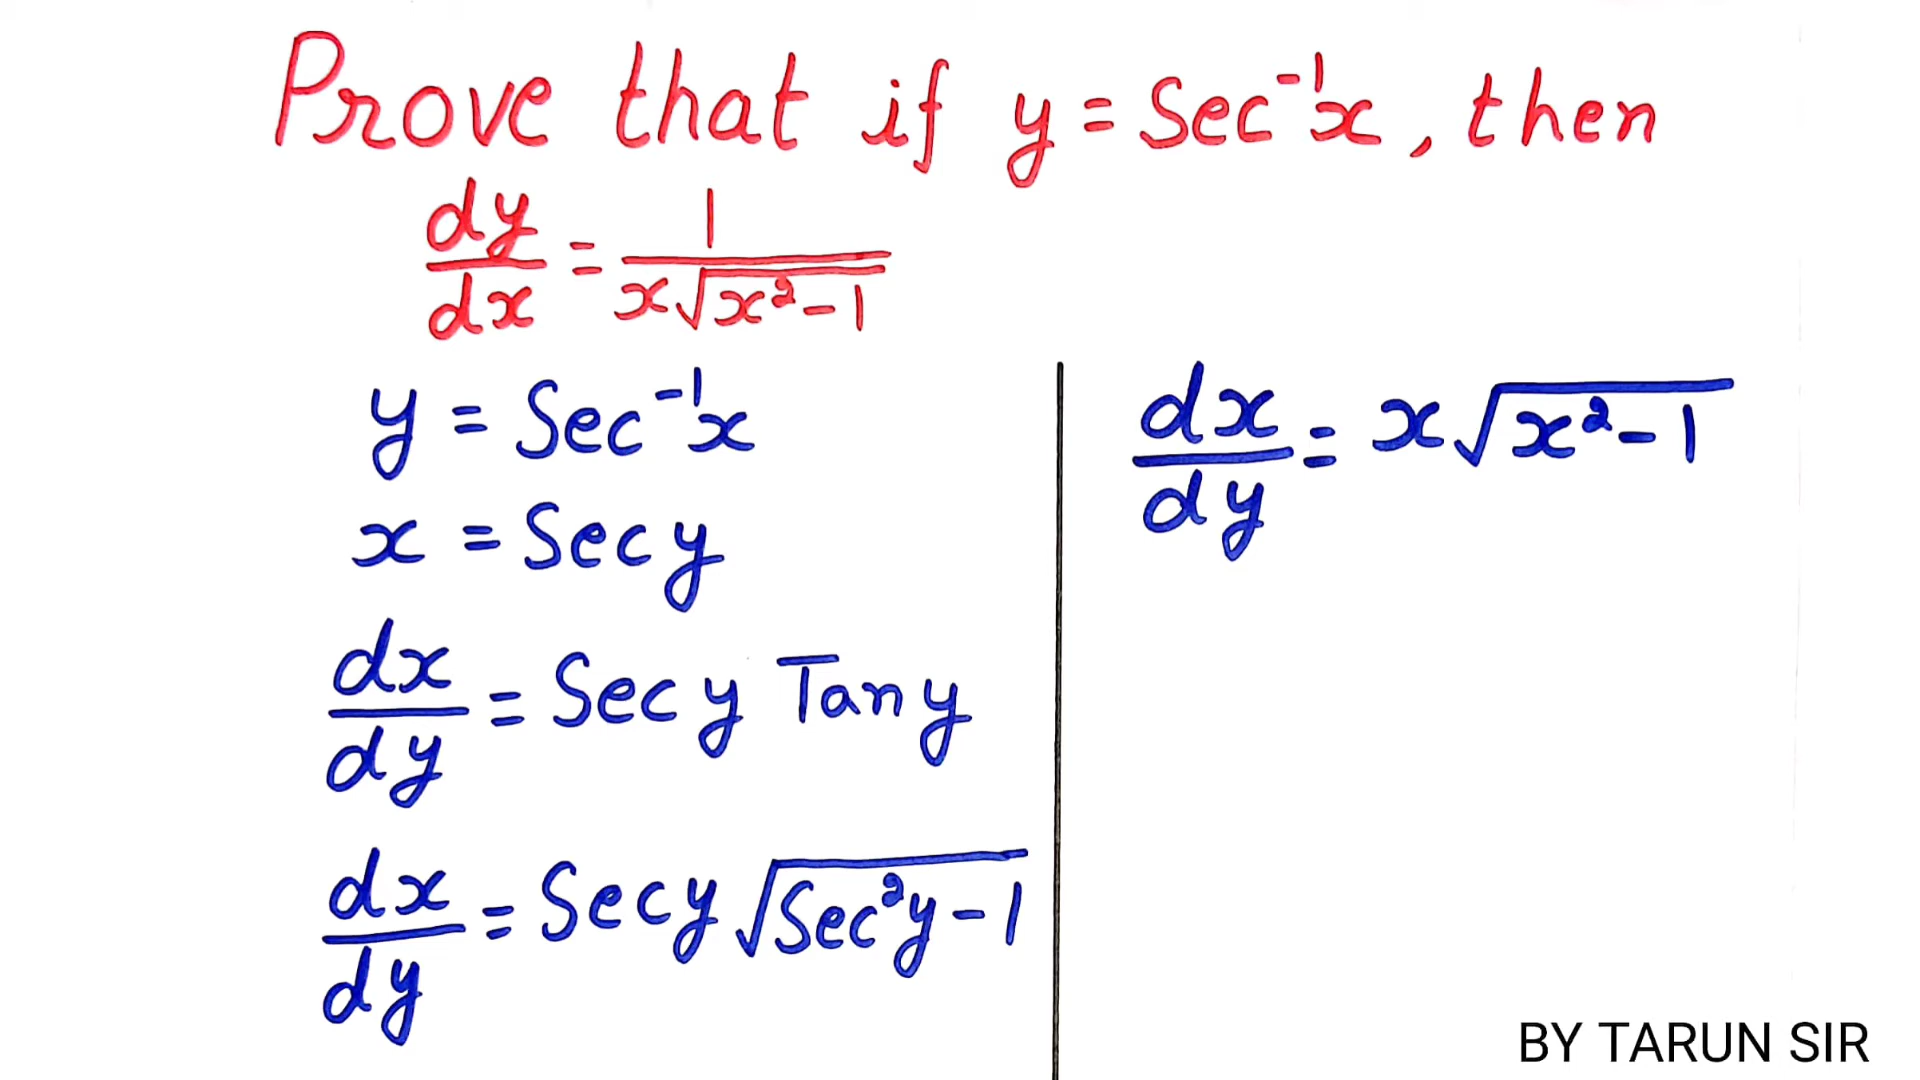 Prove that if y = Sec⁻¹x, then
dy/dx = 1/(x√(x²-1))
y = Sec⁻¹x
x = Sec y
dx/dy = Sec y Tan y
dx/dy = Sec y √(Sec²y-1)
dx/dy = x√(x²-1)
BY TARUN SIR